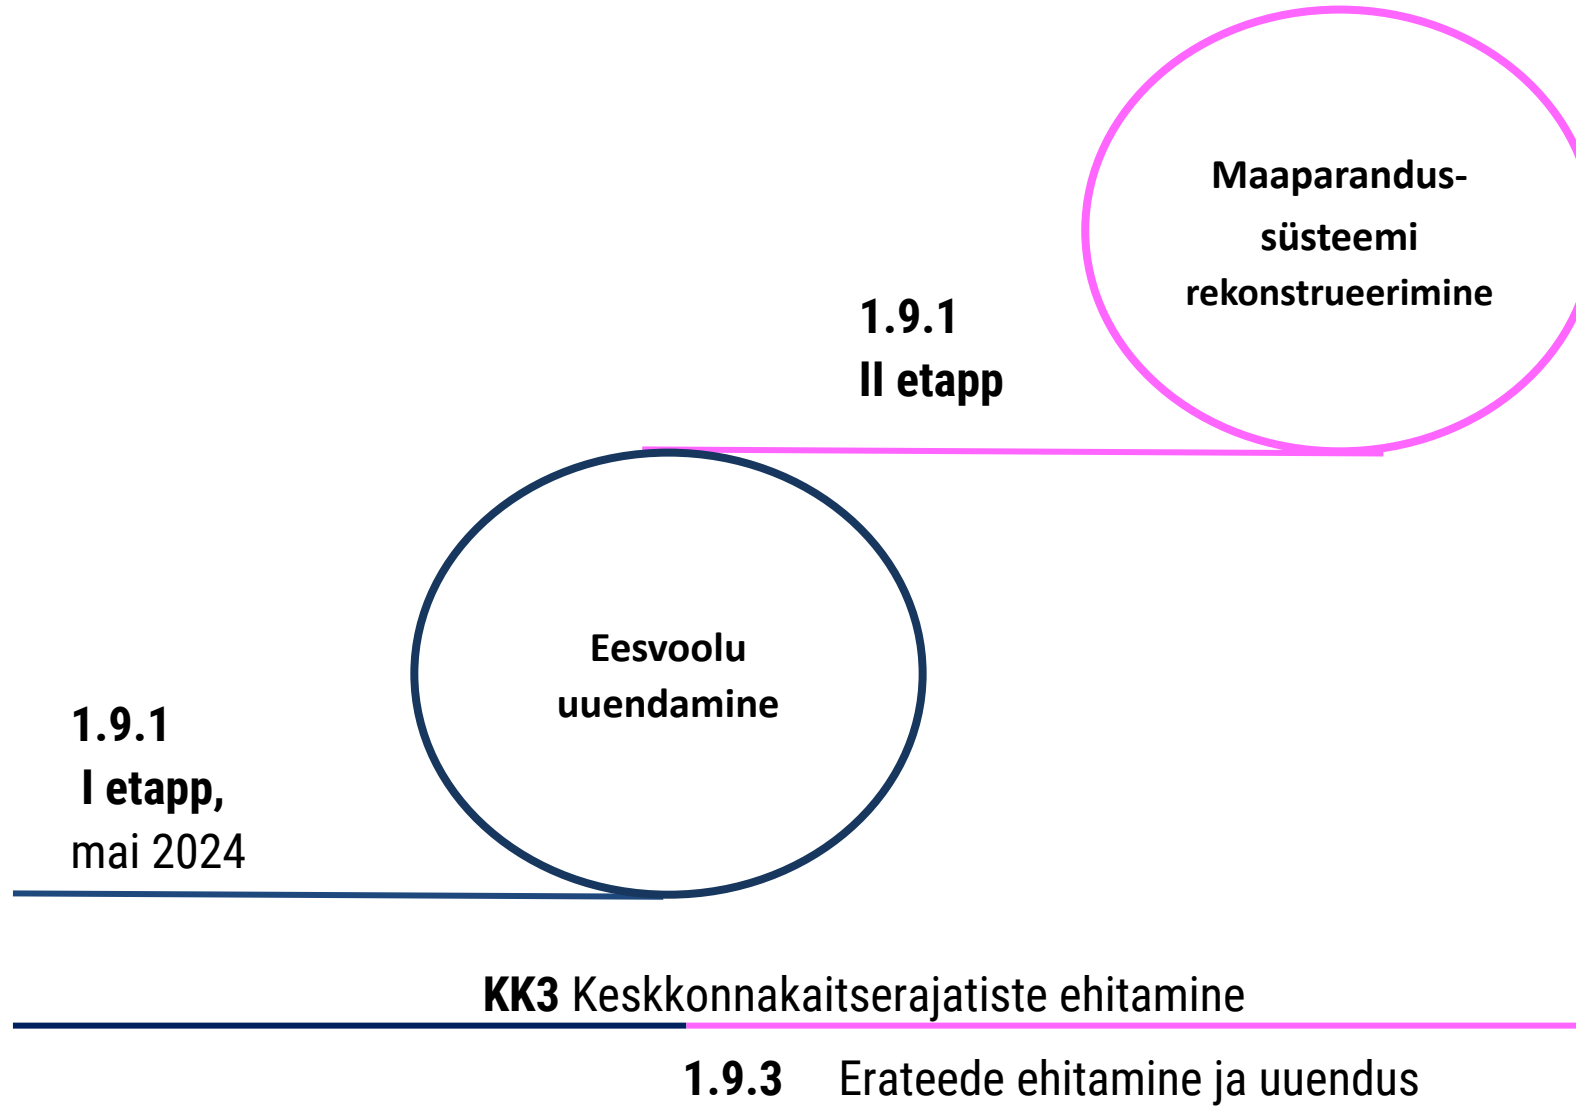 Maaparandus-
süsteemi
rekonstrueerimine
1.9.1
II etapp
Eesvoolu
uuendamine
1.9.1
I etapp,
mai 2024
KK3 Keskkonnakaitserajatiste ehitamine
1.9.3 Erateede ehitamine ja uuendus